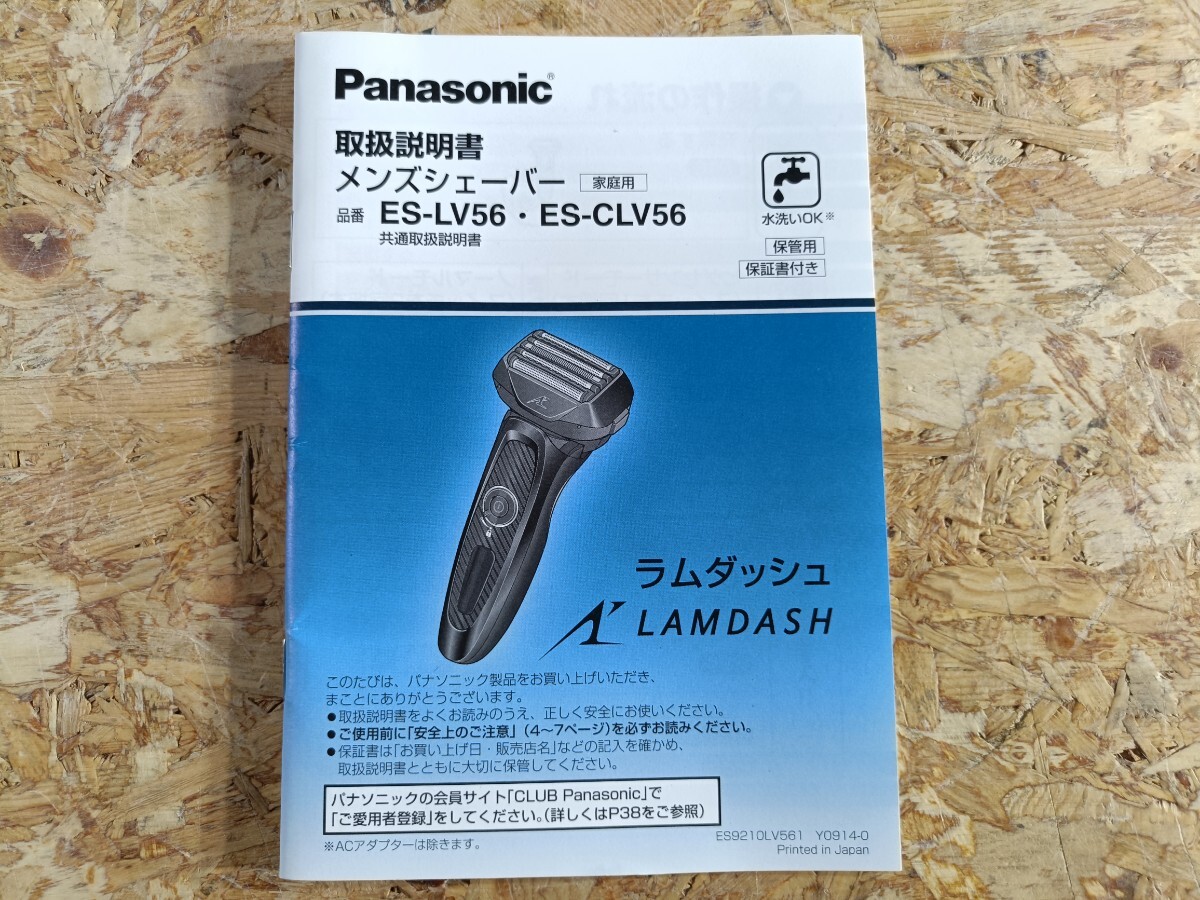 Panasonic®
取扱説明書
メンズシェーバー 家庭用
品番 ES-LV56・ES-CLV56
共通取扱説明書
水洗いOK※
保管用
保証書付き
ラムダッシュ
LAMDASH
このたびは、パナソニック製品をお買い上げいただき、
まことにありがとうございます。
●取扱説明書をよくお読みのうえ、正しく安全にお使いください。
●ご使用前に「安全上のご注意」(4〜7ページ)を必ずお読みください。
●保証書は「お買い上げ日・販売店名」などの記入を確かめ、
取扱説明書とともに大切に保管してください。
パナソニックの会員サイト「CLUB Panasonic」で
「ご愛用者登録」をしてください。(詳しくはP38をご参照)
※ACアダプターは除きます。
ES9210LV561 Y0914-0
Printed in Japan